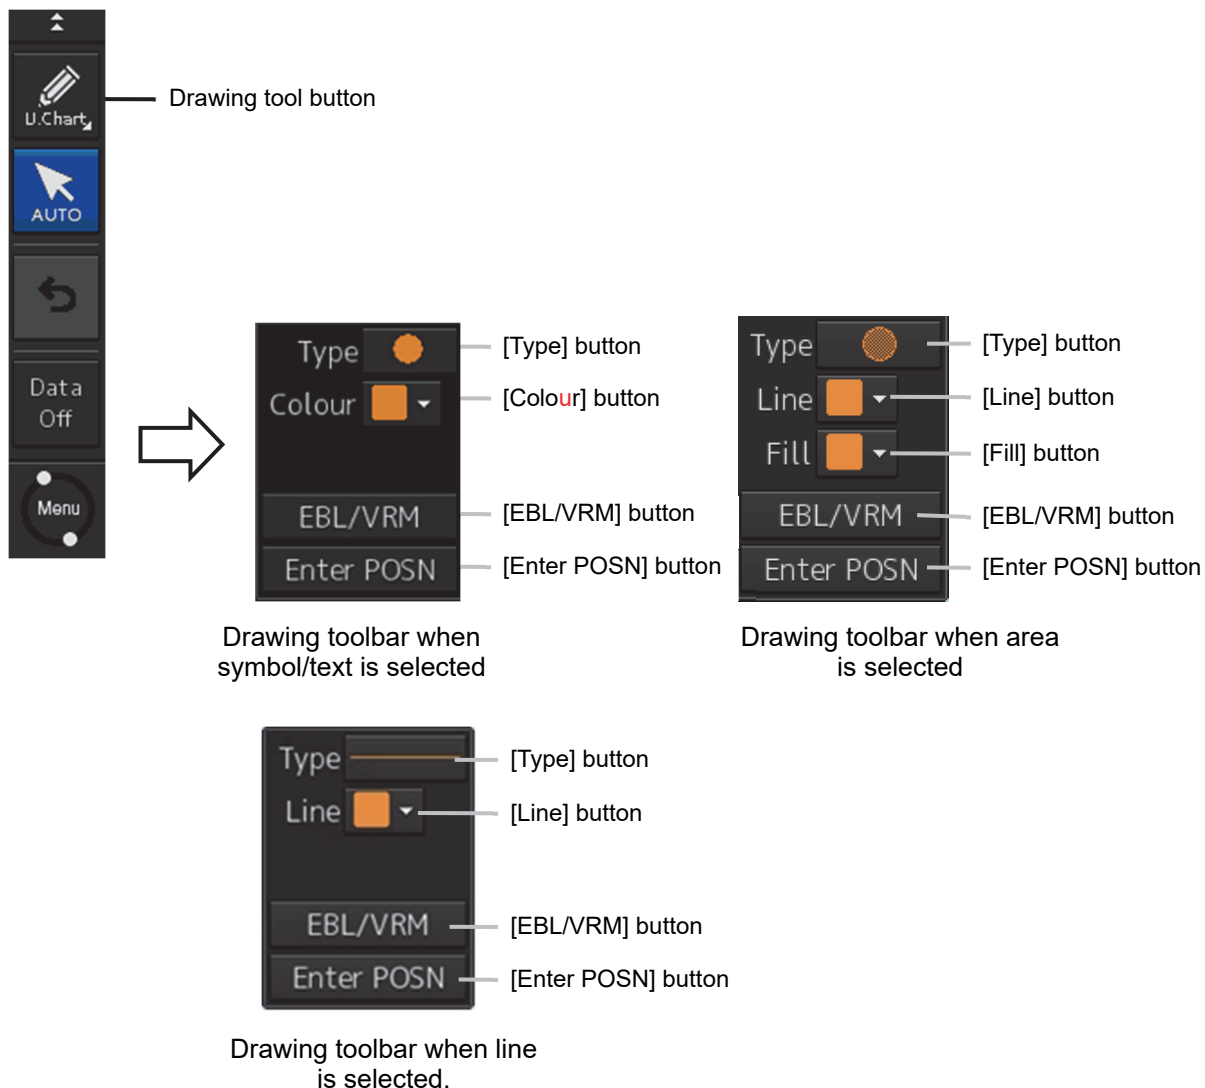 U.Chart
Drawing tool button
AUTO
Data
Off
Menu
Type
[Type] button
Colour
[Colour] button
EBL/VRM
[EBL/VRM] button
Enter POSN
[Enter POSN] button
Drawing toolbar when
symbol/text is selected
Type
[Type] button
Line
[Line] button
Fill
[Fill] button
EBL/VRM
[EBL/VRM] button
Enter POSN
[Enter POSN] button
Drawing toolbar when area
is selected
Type
[Type] button
Line
[Line] button
EBL/VRM
[EBL/VRM] button
Enter POSN
[Enter POSN] button
Drawing toolbar when line
is selected.